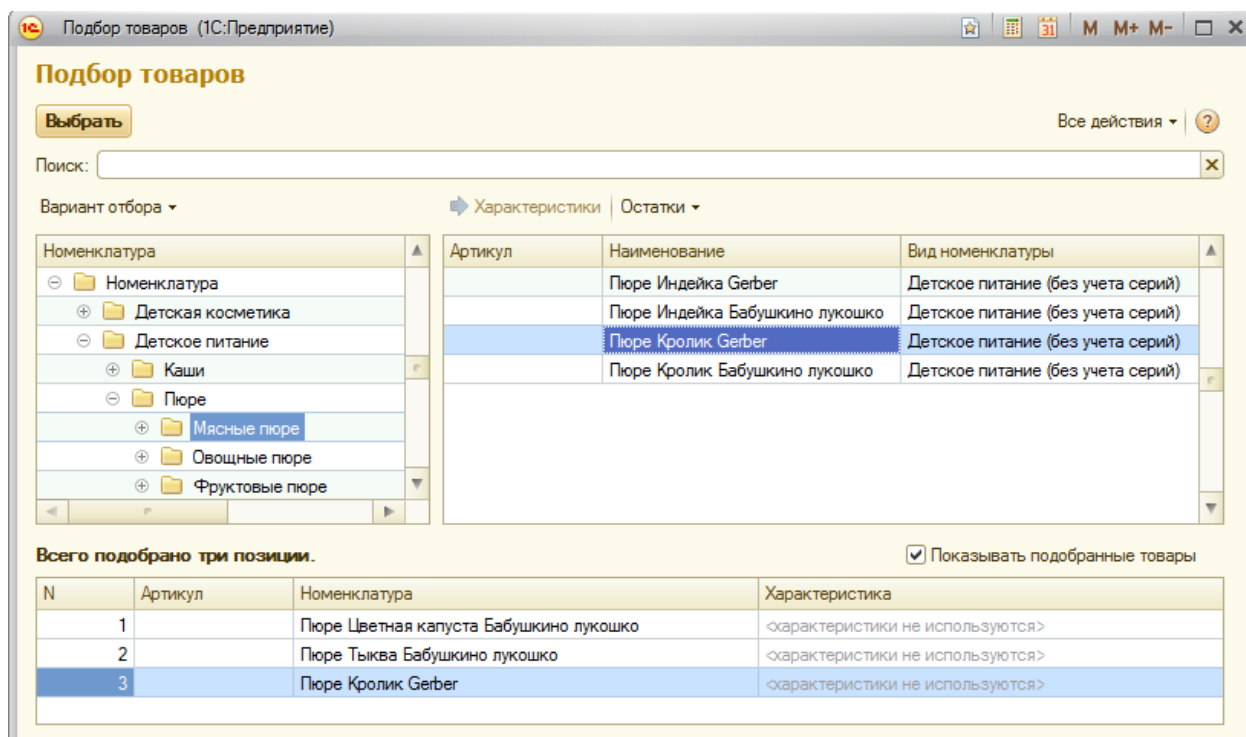 1С Подбор товаров (1С:Предприятие) 31 M M+ M-
Подбор товаров
Выбрать Все действия ?
Поиск:
Вариант отбора Характеристики Остатки
Номенклатура Артикул Наименование Вид номенклатуры
Номенклатура Пюре Индейка Gerber Детское питание (без учета серий)
Детская косметика Пюре Индейка Бабушкино лукошко Детское питание (без учета серий)
Детское питание Пюре Кролик Gerber Детское питание (без учета серий)
Каши Пюре Кролик Бабушкино лукошко Детское питание (без учета серий)
Пюре
Мясные пюре
Овощные пюре
Фруктовые пюре
Всего подобрано три позиции. Показывать подобранные товары
N Артикул Номенклатура Характеристика
1 Пюре Цветная капуста Бабушкино лукошко <характеристики не используются>
2 Пюре Тыква Бабушкино лукошко <характеристики не используются>
3 Пюре Кролик Gerber <характеристики не используются>